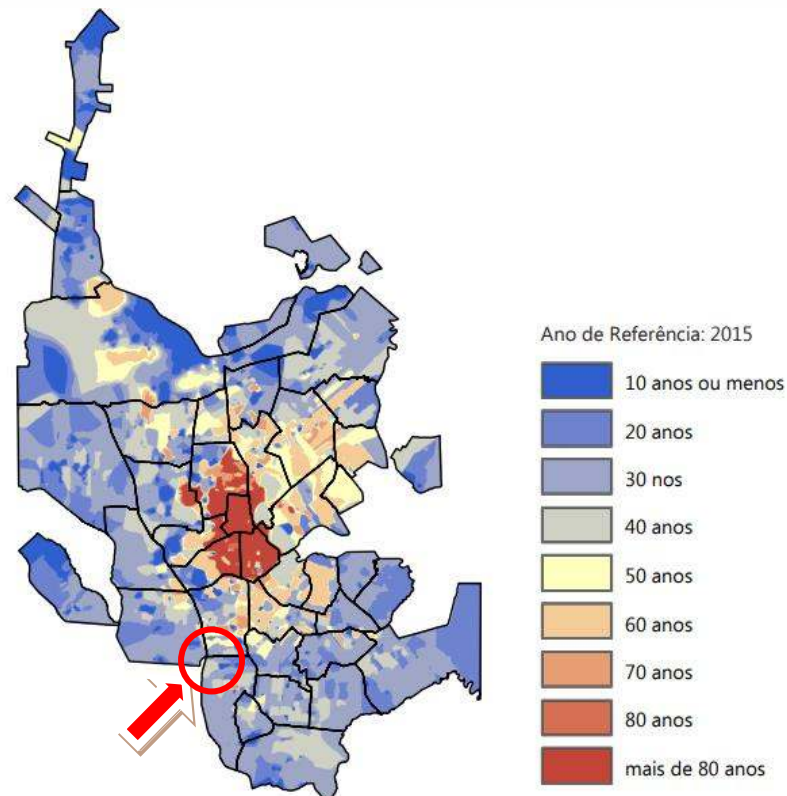 Ano de Referência: 2015
10 anos ou menos
20 anos
30 nos
40 anos
50 anos
60 anos
70 anos
80 anos
mais de 80 anos